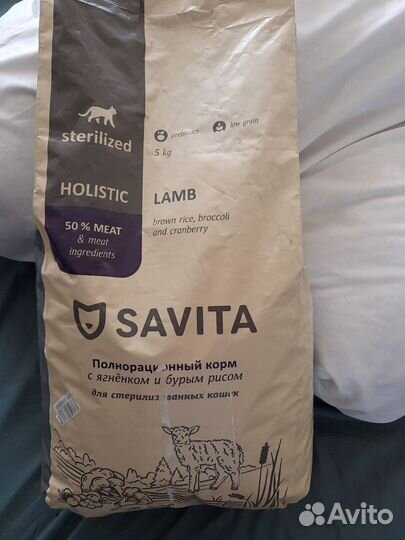 sterilized
prebiotics
low grain
5 kg
HOLISTIC
LAMB
50 % MEAT
& meat
ingredients
brown rice, broccoli
and cranberry
SAVITA
Полнорационный корм
с ягнёнком и бурым рисом
для стерилизованных кошек
Avito